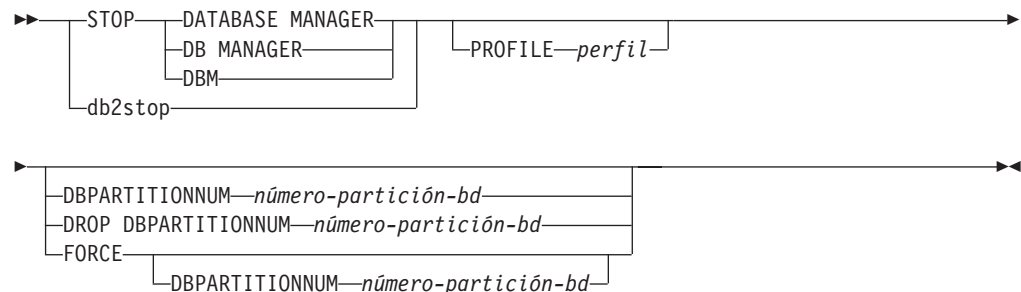 STOP DATABASE MANAGER
DB MANAGER
DBM
PROFILE perfil
db2stop
DBPARTITIONNUM número-partición-bd
DROP DBPARTITIONNUM número-partición-bd
FORCE
DBPARTITIONNUM número-partición-bd